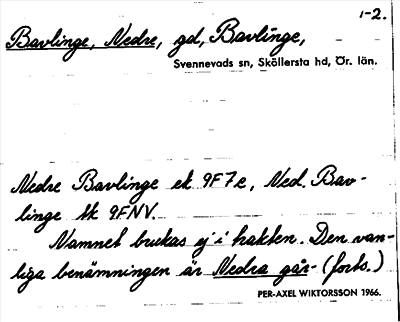 1-2.
Bavlinge, Nedre, gd, Bavlinge,
Svennevads sn, Sköllersta hd, Ör. län.
Nedre Bavlinge ek 9F7e, Ned. Bav-
linge tk 9FNV.
Namnet brukas ej i trakten. Den van-
liga benämningen är Nedra går- (forts.)
PER-AXEL WIKTORSSON 1966.